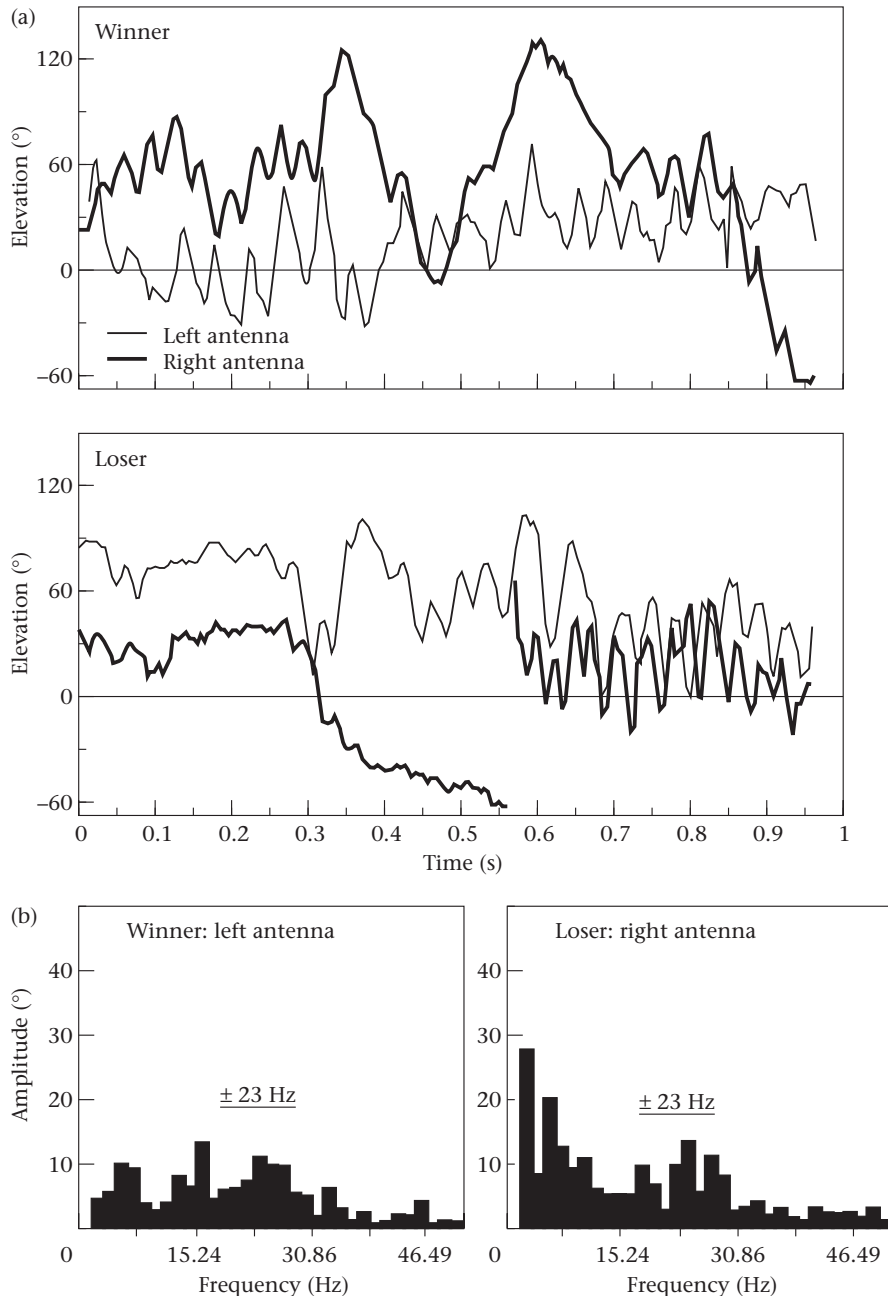 (a)
Winner
120
60
0
–60
Elevation (°)
Left antenna
Right antenna
Loser
120
60
0
–60
Elevation (°)
0 0.1 0.2 0.3 0.4 0.5 0.6 0.7 0.8 0.9 1
Time (s)
(b)
Winner: left antenna
40
30
20
10
0
Amplitude (°)
± 23 Hz
15.24 30.86 46.49
Frequency (Hz)
Loser: right antenna
40
30
20
10
0
± 23 Hz
15.24 30.86 46.49
Frequency (Hz)